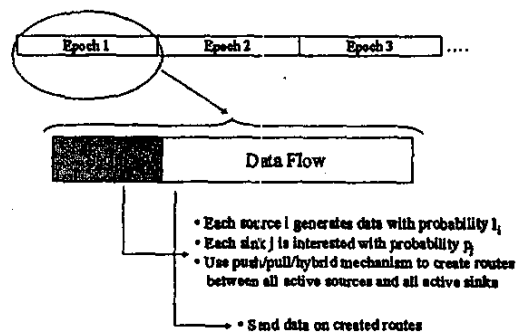 Epoch 1 Epoch 2 Epoch 3 ....
Data Flow
• Each source i generates data with probability l_i
• Each sink j is interested with probability p_j
• Use push/pull/hybrid mechanism to create routes
between all active sources and all active sinks
• Send data on created routes